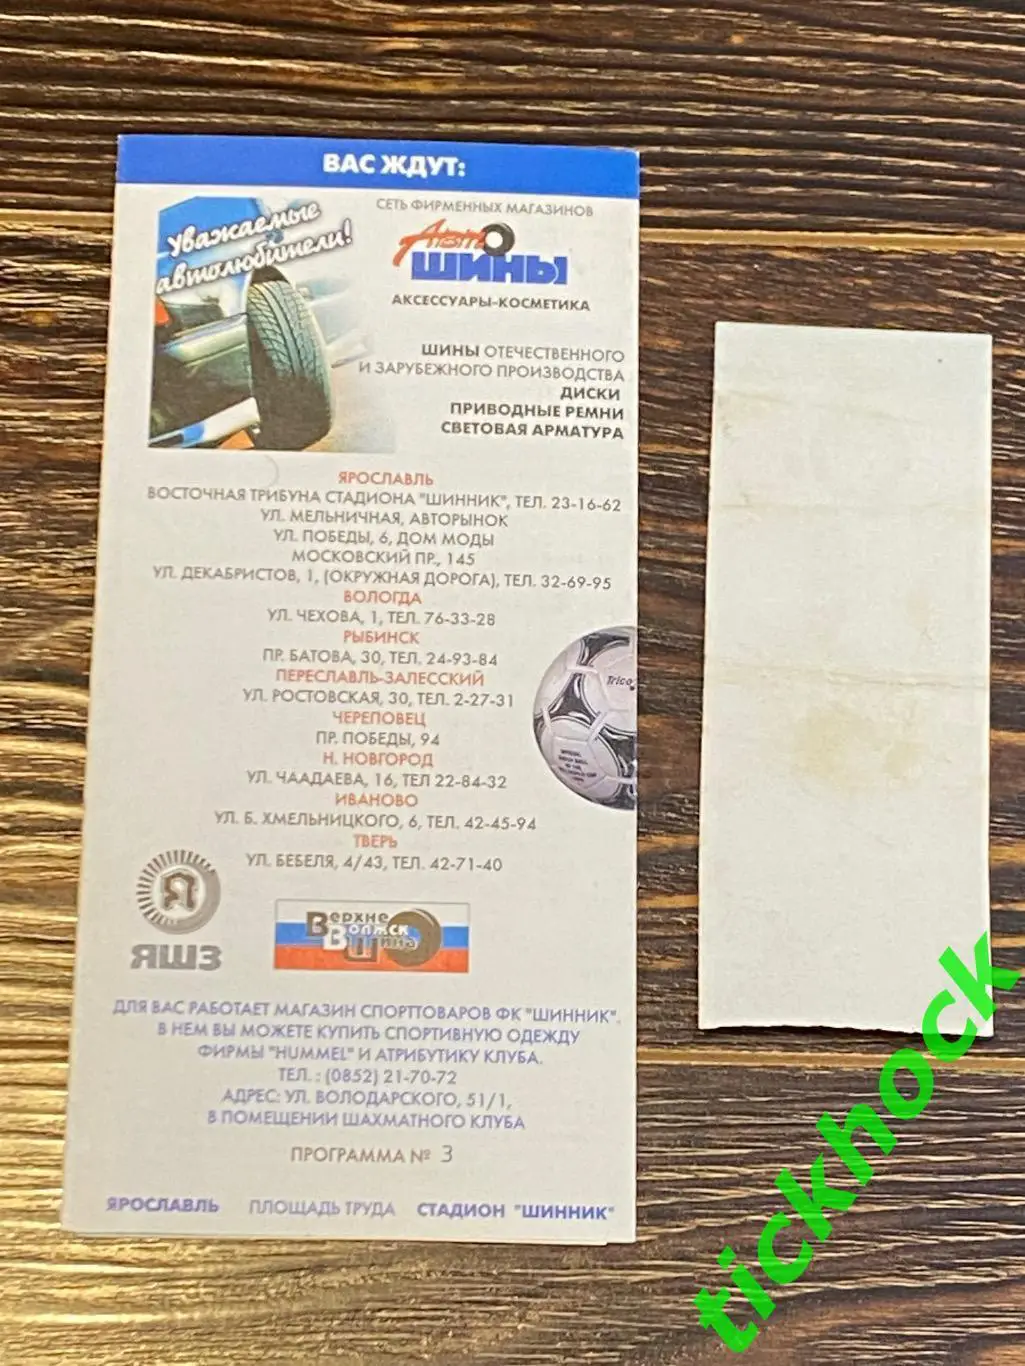 ВАС ЖДУТ:
Уважаемые
автолюбители!
СЕТЬ ФИРМЕННЫХ МАГАЗИНОВ
Авто
ШИНЫ
АКСЕССУАРЫ-КОСМЕТИКА
ШИНЫ ОТЕЧЕСТВЕННОГО
И ЗАРУБЕЖНОГО ПРОИЗВОДСТВА
ДИСКИ
ПРИВОДНЫЕ РЕМНИ
СВЕТОВАЯ АРМАТУРА
ЯРОСЛАВЛЬ
ВОСТОЧНАЯ ТРИБУНА СТАДИОНА "ШИННИК", ТЕЛ. 23-16-62
УЛ. МЕЛЬНИЧНАЯ, АВТОРЫНОК
УЛ. ПОБЕДЫ, 6, ДОМ МОДЫ
МОСКОВСКИЙ ПР., 145
УЛ. ДЕКАБРИСТОВ, 1, (ОКРУЖНАЯ ДОРОГА), ТЕЛ. 32-69-95
ВОЛОГДА
УЛ. ЧЕХОВА, 1, ТЕЛ. 76-33-28
РЫБИНСК
ПР. БАТОВА, 30, ТЕЛ. 24-93-84
ПЕРЕСЛАВЛЬ-ЗАЛЕССКИЙ
УЛ. РОСТОВСКАЯ, 30, ТЕЛ. 2-27-31
Trico
ЧЕРЕПОВЕЦ
ПР. ПОБЕДЫ, 94
Н. НОВГОРОД
УЛ. ЧААДАЕВА, 16, ТЕЛ 22-84-32
ИВАНОВО
УЛ. Б. ХМЕЛЬНИЦКОГО, 6, ТЕЛ. 42-45-94
ТВЕРЬ
УЛ. БЕБЕЛЯ, 4/43, ТЕЛ. 42-71-40
Я
ЯШЗ
Верхне
Волжск
Шина
ДЛЯ ВАС РАБОТАЕТ МАГАЗИН СПОРТТОВАРОВ ФК "ШИННИК".
В НЕМ ВЫ МОЖЕТЕ КУПИТЬ СПОРТИВНУЮ ОДЕЖДУ
ФИРМЫ "HUMMEL" И АТРИБУТИКУ КЛУБА.
ТЕЛ. : (0852) 21-70-72
АДРЕС: УЛ. ВОЛОДАРСКОГО, 51/1,
В ПОМЕЩЕНИИ ШАХМАТНОГО КЛУБА
ПРОГРАММА № 3
ЯРОСЛАВЛЬ ПЛОЩАДЬ ТРУДА СТАДИОН "ШИННИК"
tickhock